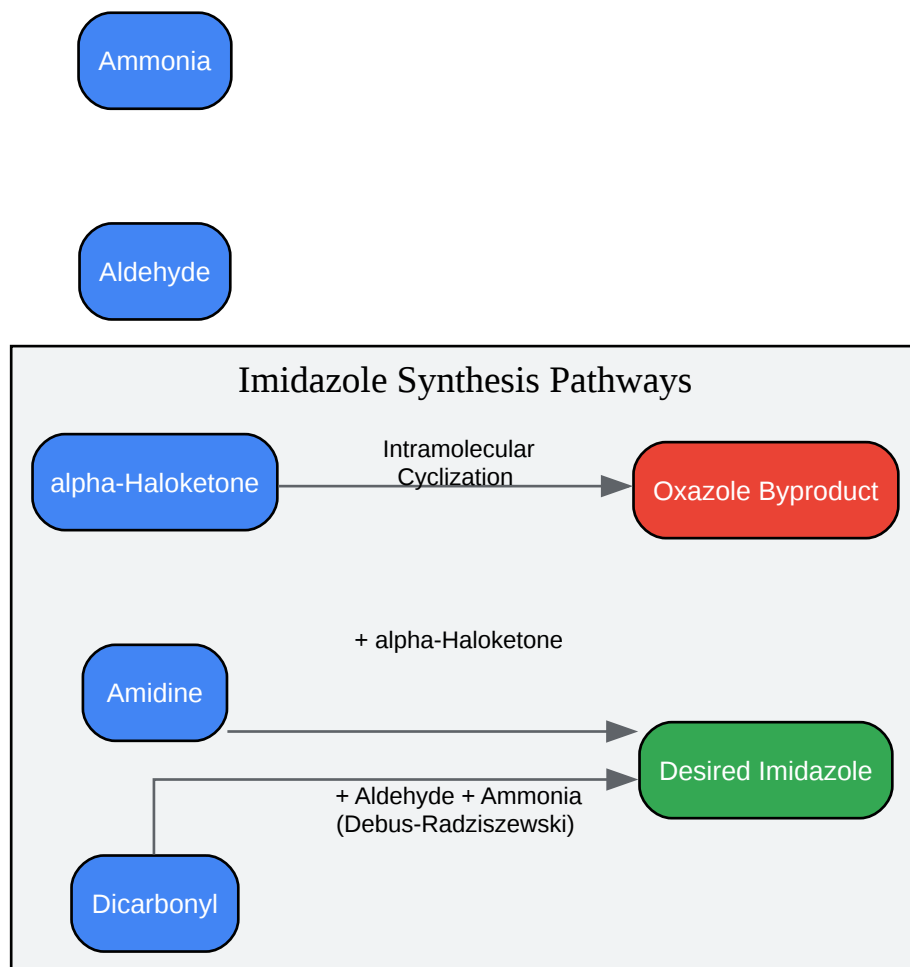 Ammonia
Aldehyde
Imidazole Synthesis Pathways
alpha-Haloketone
Intramolecular
Cyclization
Oxazole Byproduct
+ alpha-Haloketone
Amidine
Desired Imidazole
+ Aldehyde + Ammonia
(Debus-Radziszewski)
Dicarbonyl